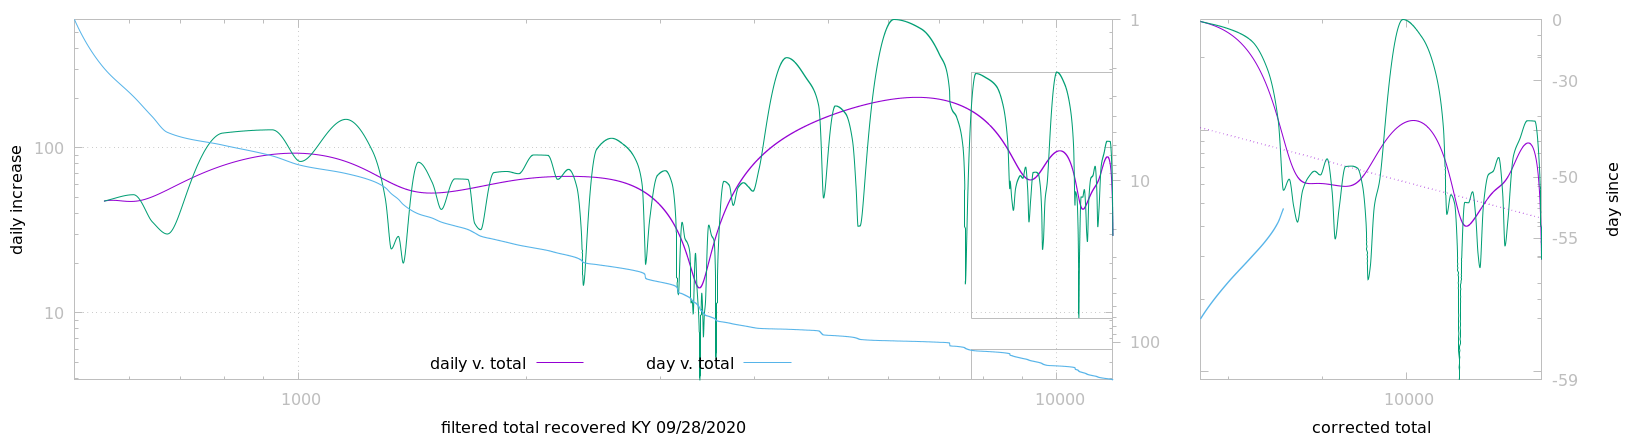 daily increase
100
10
1000
10000
1
10
100
daily v. total
day v. total
filtered total recovered KY 09/28/2020
0
-30
-50
-55
-59
day since
10000
corrected total